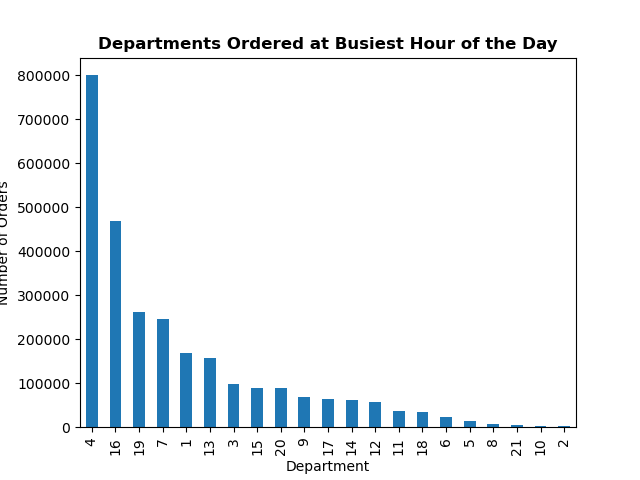 Departments Ordered at Busiest Hour of the Day
800000
700000
600000
500000
400000
300000
200000
100000
0
Number of Orders
4 16 19 7 1 13 3 15 20 9 17 14 12 11 18 6 5 8 21 10 2
Department